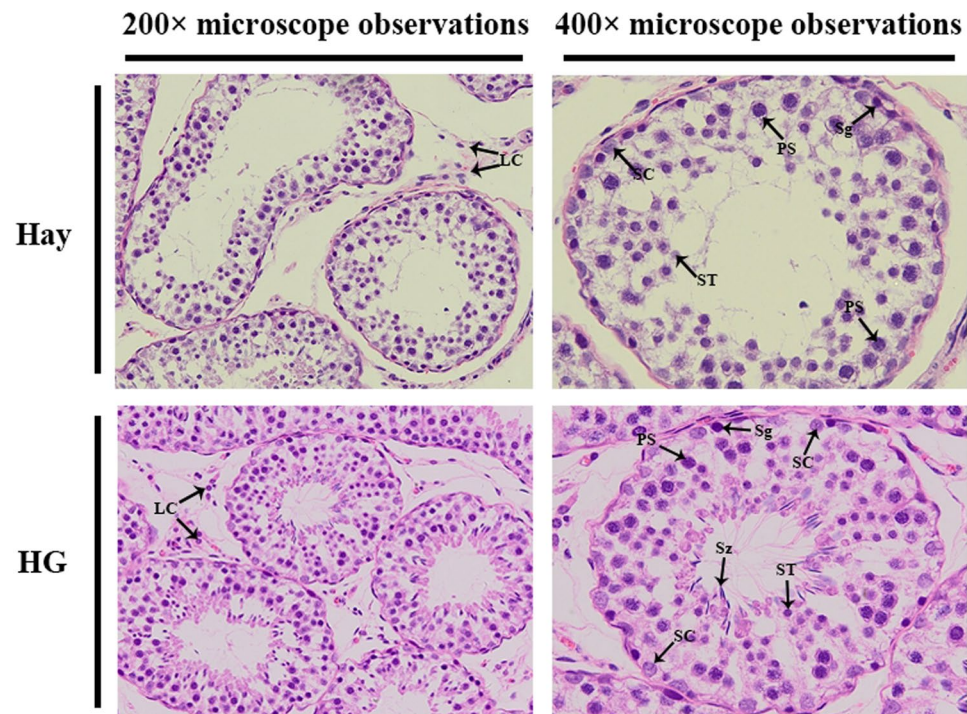 200× microscope observations
400× microscope observations
Hay
LC
PS
Sg
SC
ST
PS
HG
LC
PS
Sg
SC
Sz
ST
SC